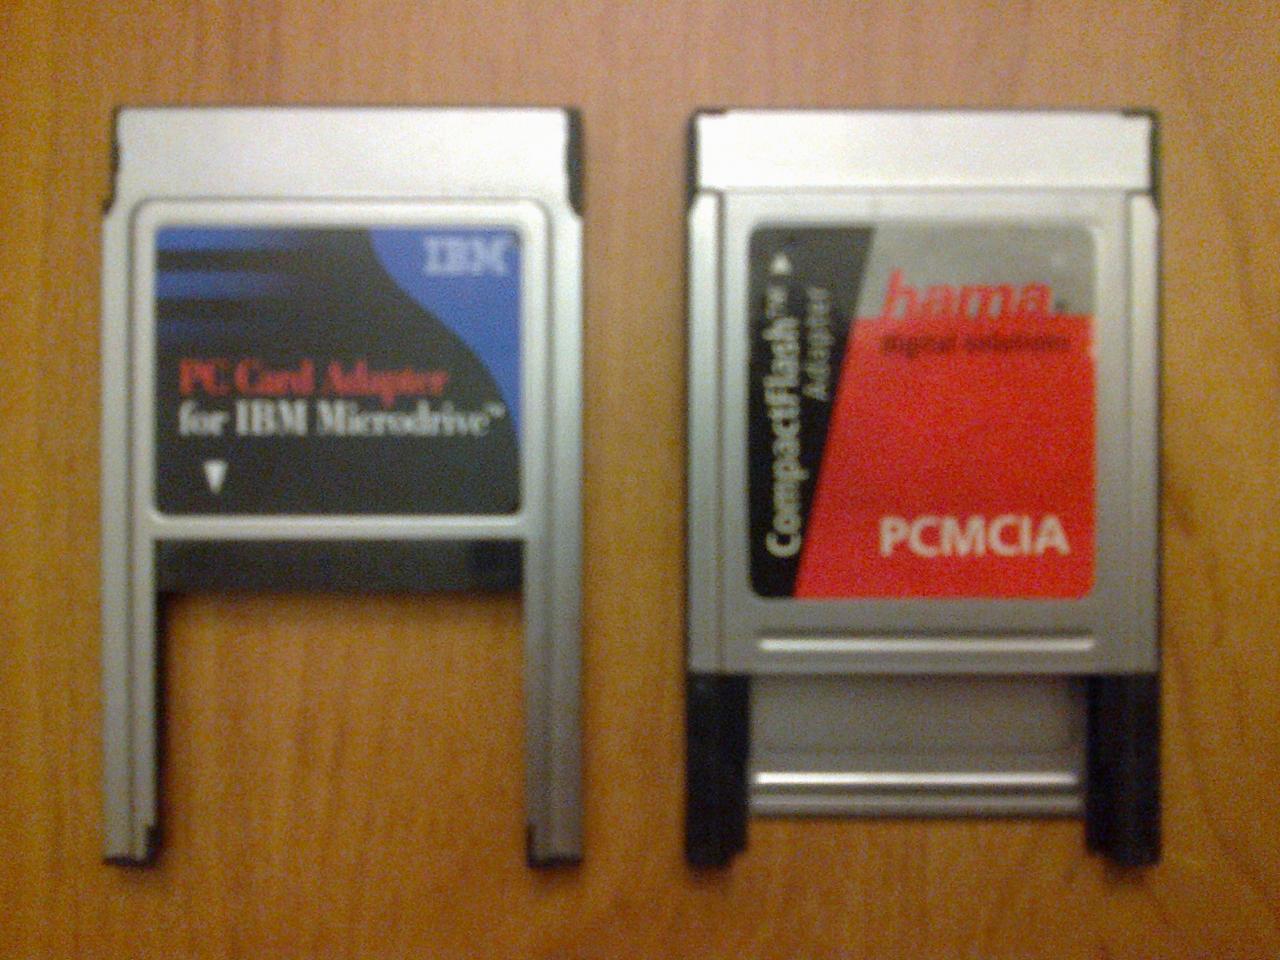 IBM
PC Card Adapter
for IBM Microdrive™
CompactFlash™
Adapter
hama
digital solutions
PCMCIA